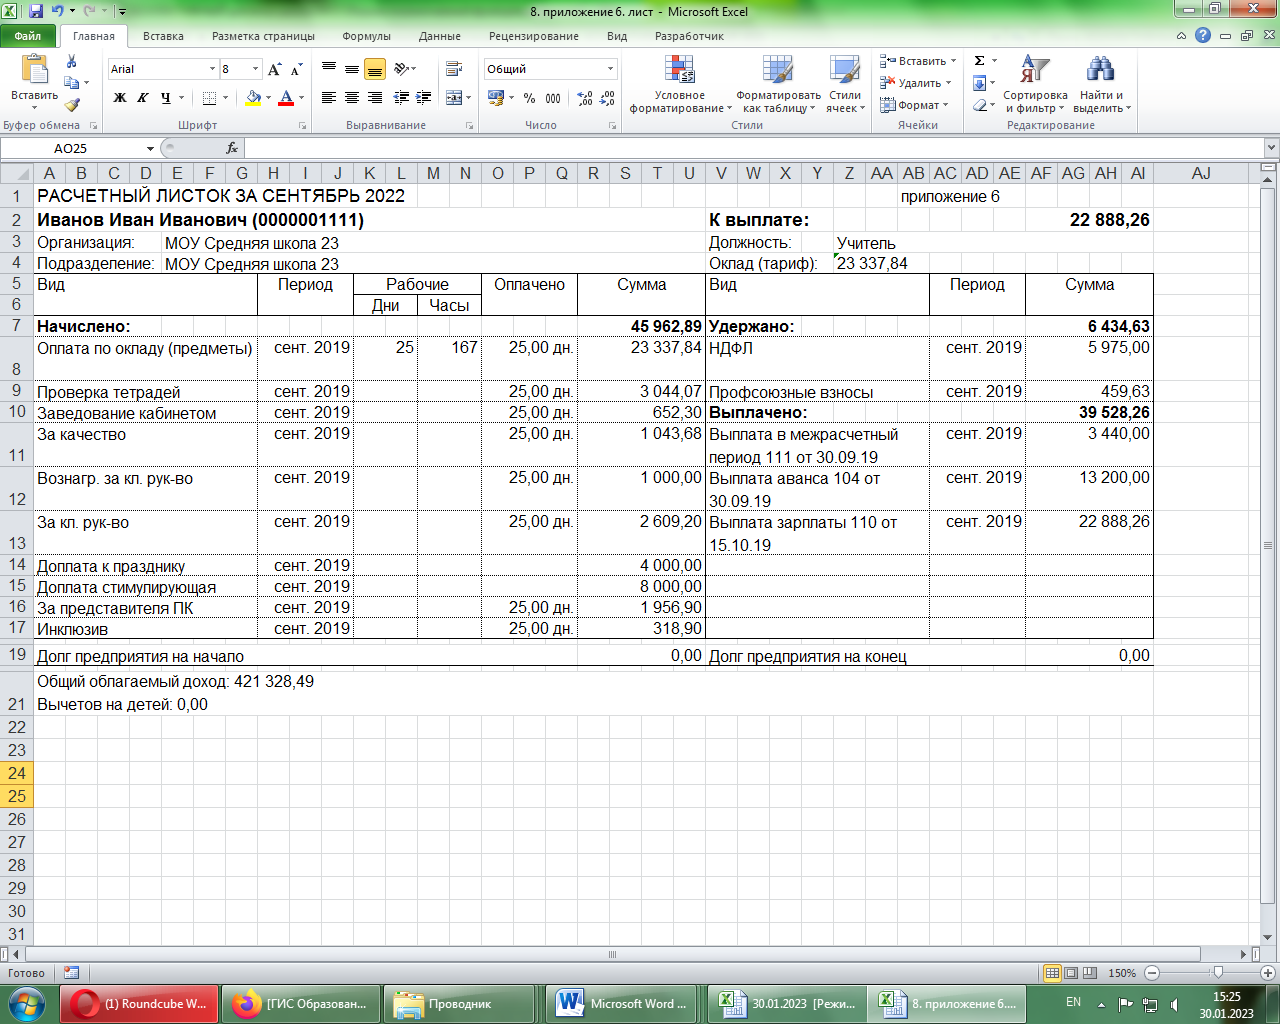 8. приложение 6. лист - Microsoft Excel
Файл Главная Вставка Разметка страницы Формулы Данные Рецензирование Вид Разработчик
Вставить
Буфер обмена
Arial 8
Ж К Ч
Шрифт
Выравнивание
Общий
% 000
Число
Условное форматирование
Форматировать как таблицу
Стили ячеек
Стили
Вставить
Удалить
Формат
Ячейки
Сортировка и фильтр
Найти и выделить
Редактирование
AO25 fx
A B C D E F G H I J K L M N O P Q R S T U V W X Y Z AA AB AC AD AE AF AG AH AI AJ
1 РАСЧЕТНЫЙ ЛИСТОК ЗА СЕНТЯБРЬ 2022 приложение 6
2 Иванов Иван Иванович (0000001111) К выплате: 22 888,26
3 Организация: МОУ Средняя школа 23 Должность: Учитель
4 Подразделение: МОУ Средняя школа 23 Оклад (тариф): 23 337,84
5 Вид Период Рабочие Оплачено Сумма Вид Период Сумма
6 Дни Часы
7 Начислено: 45 962,89 Удержано: 6 434,63
8 Оплата по окладу (предметы) сент. 2019 25 167 25,00 дн. 23 337,84 НДФЛ сент. 2019 5 975,00
9 Проверка тетрадей сент. 2019 25,00 дн. 3 044,07 Профсоюзные взносы сент. 2019 459,63
10 Заведование кабинетом сент. 2019 25,00 дн. 652,30 Выплачено: 39 528,26
11 За качество сент. 2019 25,00 дн. 1 043,68 Выплата в межрасчетный период 111 от 30.09.19 сент. 2019 3 440,00
12 Вознагр. за кл. рук-во сент. 2019 25,00 дн. 1 000,00 Выплата аванса 104 от 30.09.19 сент. 2019 13 200,00
13 За кл. рук-во сент. 2019 25,00 дн. 2 609,20 Выплата зарплаты 110 от 15.10.19 сент. 2019 22 888,26
14 Доплата к празднику сент. 2019 4 000,00
15 Доплата стимулирующая сент. 2019 8 000,00
16 За представителя ПК сент. 2019 25,00 дн. 1 956,90
17 Инклюзив сент. 2019 25,00 дн. 318,90
19 Долг предприятия на начало 0,00 Долг предприятия на конец 0,00
Общий облагаемый доход: 421 328,49
21 Вычетов на детей: 0,00
22
23
24
25
26
27
28
29
30
31
Готово 150%
(1) Roundcube W... [ГИС Образован... Проводник Microsoft Word ... 30.01.2023 [Режи... 8. приложение 6.... EN 15:25
30.01.2023